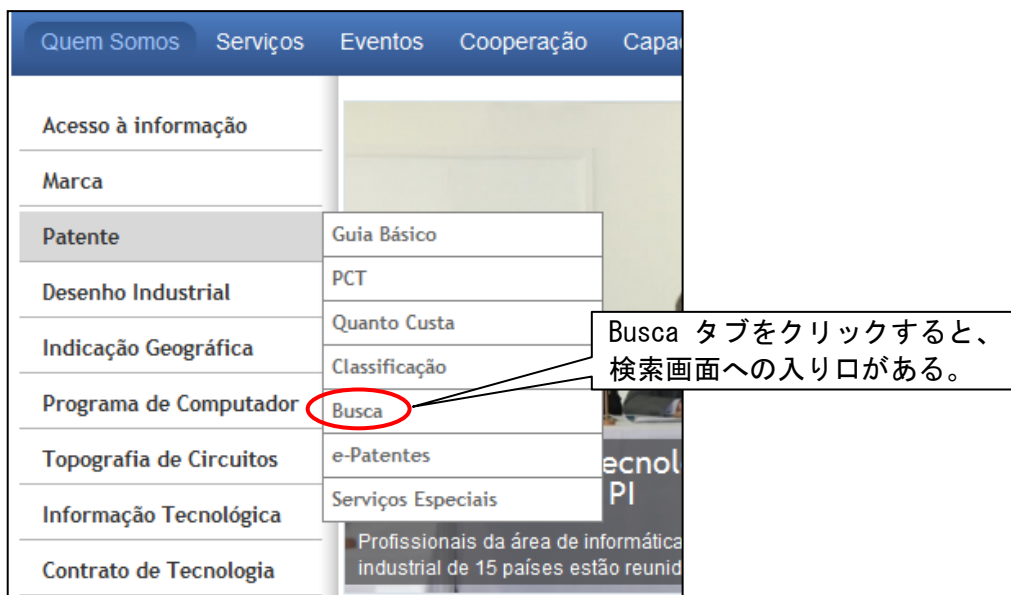 Quem Somos Serviços Eventos Cooperação Capa
Acesso à informação
Marca
Patente
Desenho Industrial
Indicação Geográfica
Programa de Computador
Topografia de Circuitos
Informação Tecnológica
Contrato de Tecnologia
Guia Básico
PCT
Quanto Custa
Classificação
Busca
e-Patentes
Serviços Especiais
Busca タブをクリックすると、
検索画面への入り口がある。
ecnol
PI
Profissionais da área de informática
industrial de 15 países estão reunid